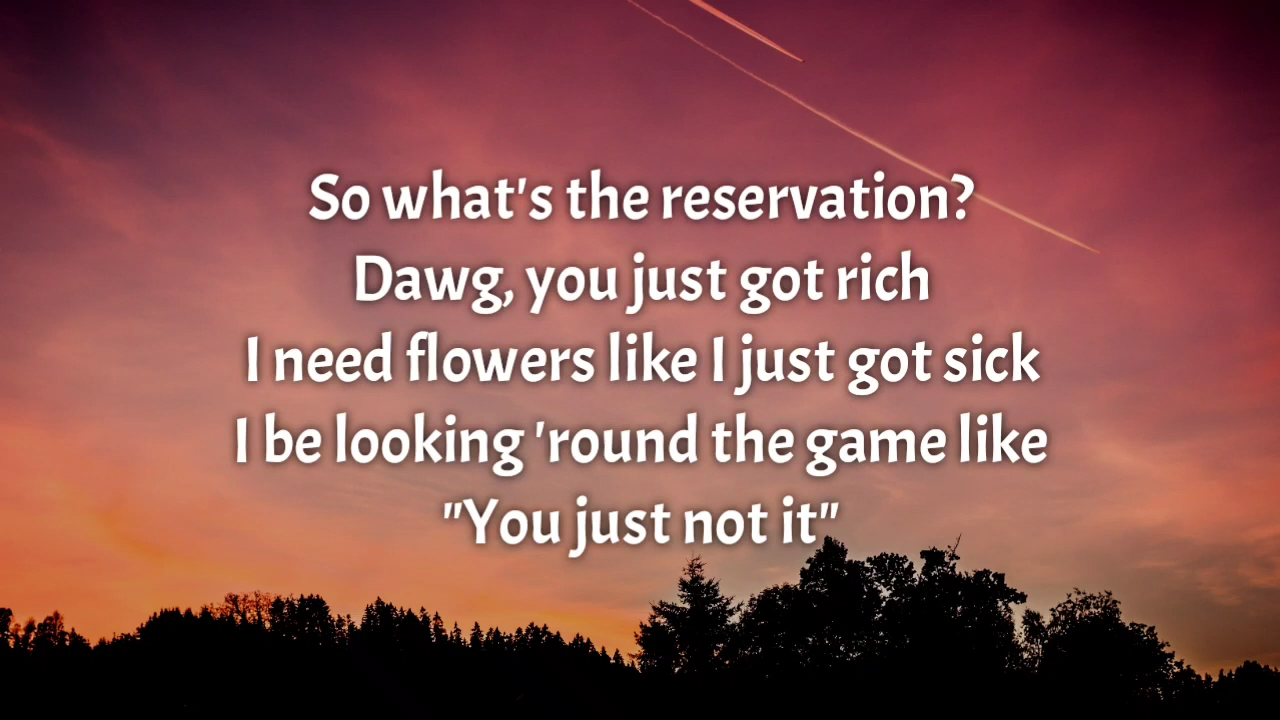 So what's the reservation?
Dawg, you just got rich
I need flowers like I just got sick
I be looking 'round the game like
"You just not it"